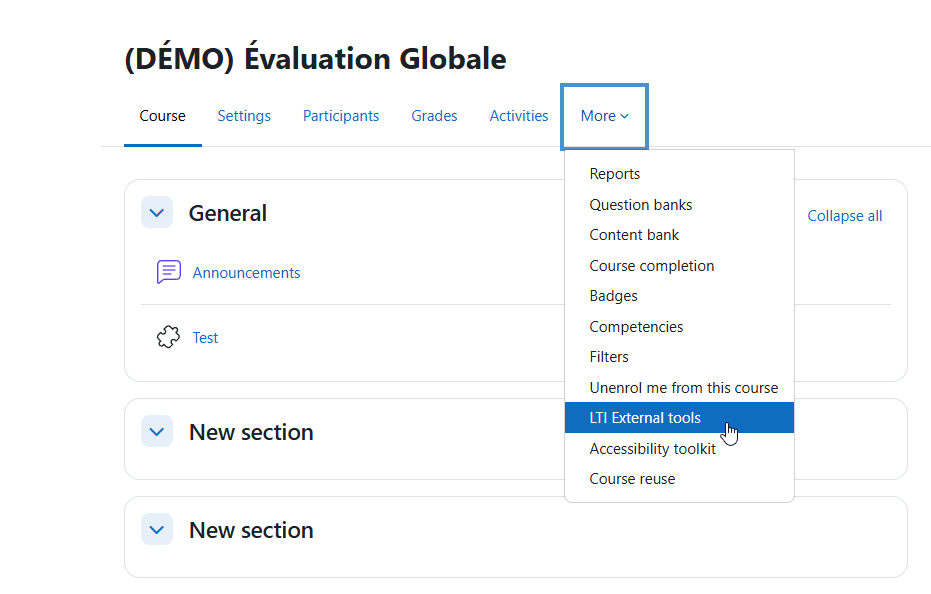 (DÉMO) Évaluation Globale
Course Settings Participants Grades Activities More
Reports
Question banks
Content bank
Course completion
Badges
Competencies
Filters
Unenrol me from this course
LTI External tools
Accessibility toolkit
Course reuse
General
Collapse all
Announcements
Test
New section
New section